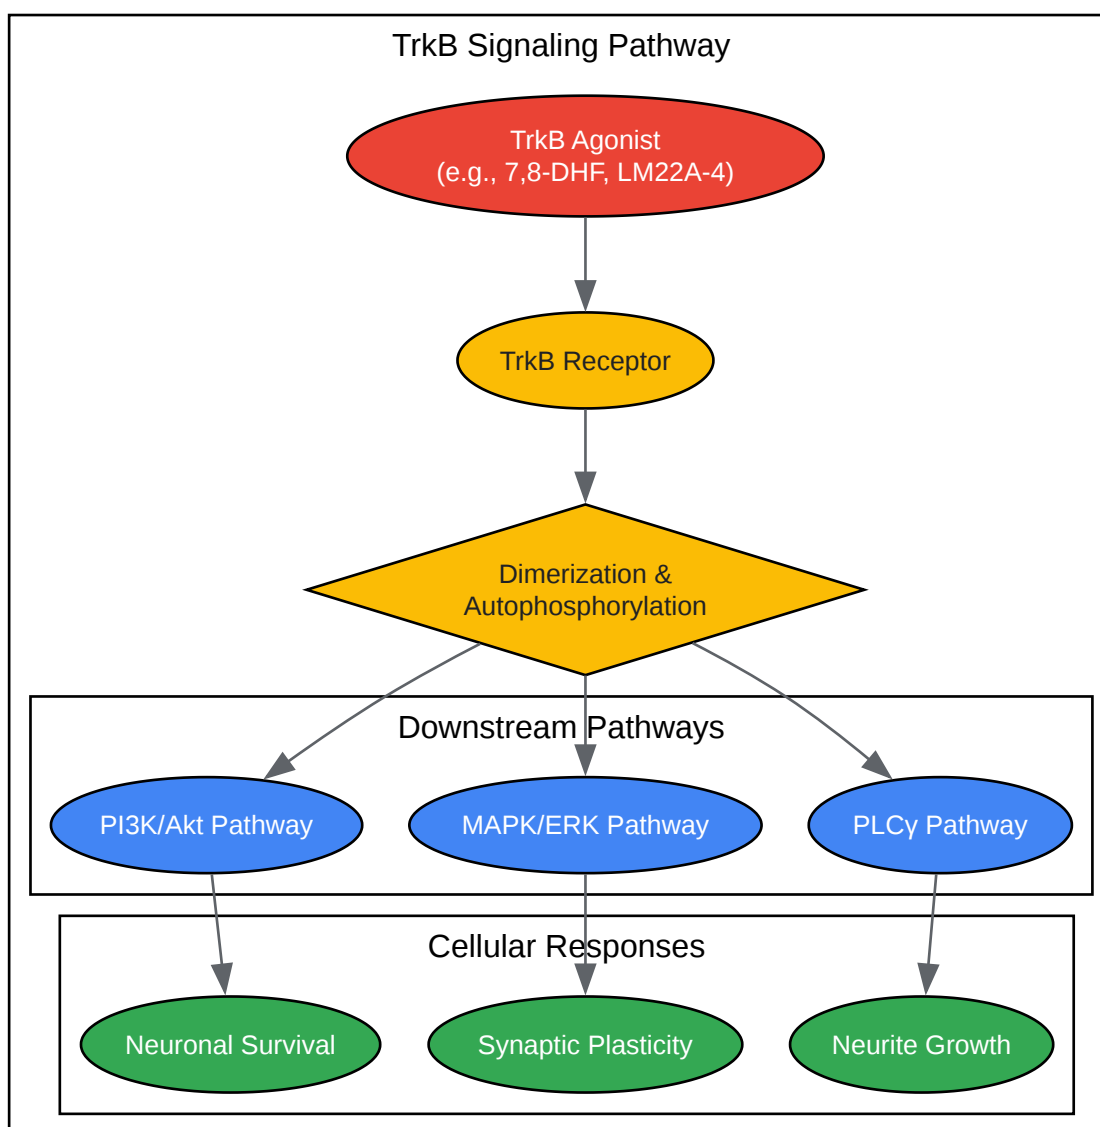 TrkB Signaling Pathway
TrkB Agonist
(e.g., 7,8-DHF, LM22A-4)
TrkB Receptor
Dimerization &
Autophosphorylation
Downstream Pathways
PI3K/Akt Pathway
MAPK/ERK Pathway
PLCγ Pathway
Cellular Responses
Neuronal Survival
Synaptic Plasticity
Neurite Growth